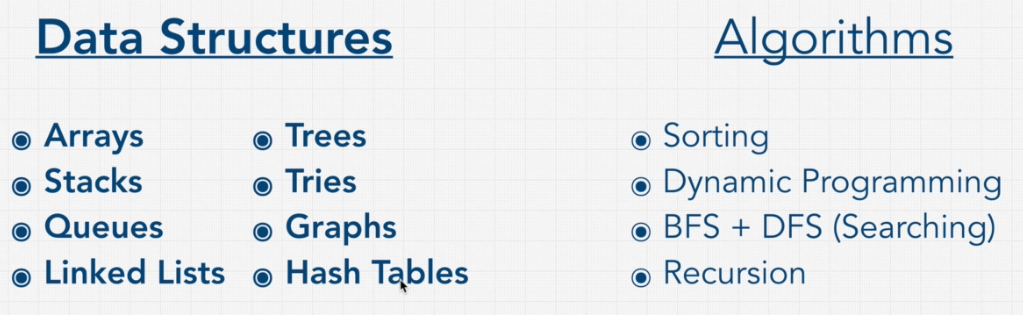 Data Structures
Arrays
Stacks
Queues
Linked Lists
Trees
Tries
Graphs
Hash Tables
Algorithms
Sorting
Dynamic Programming
BFS + DFS (Searching)
Recursion